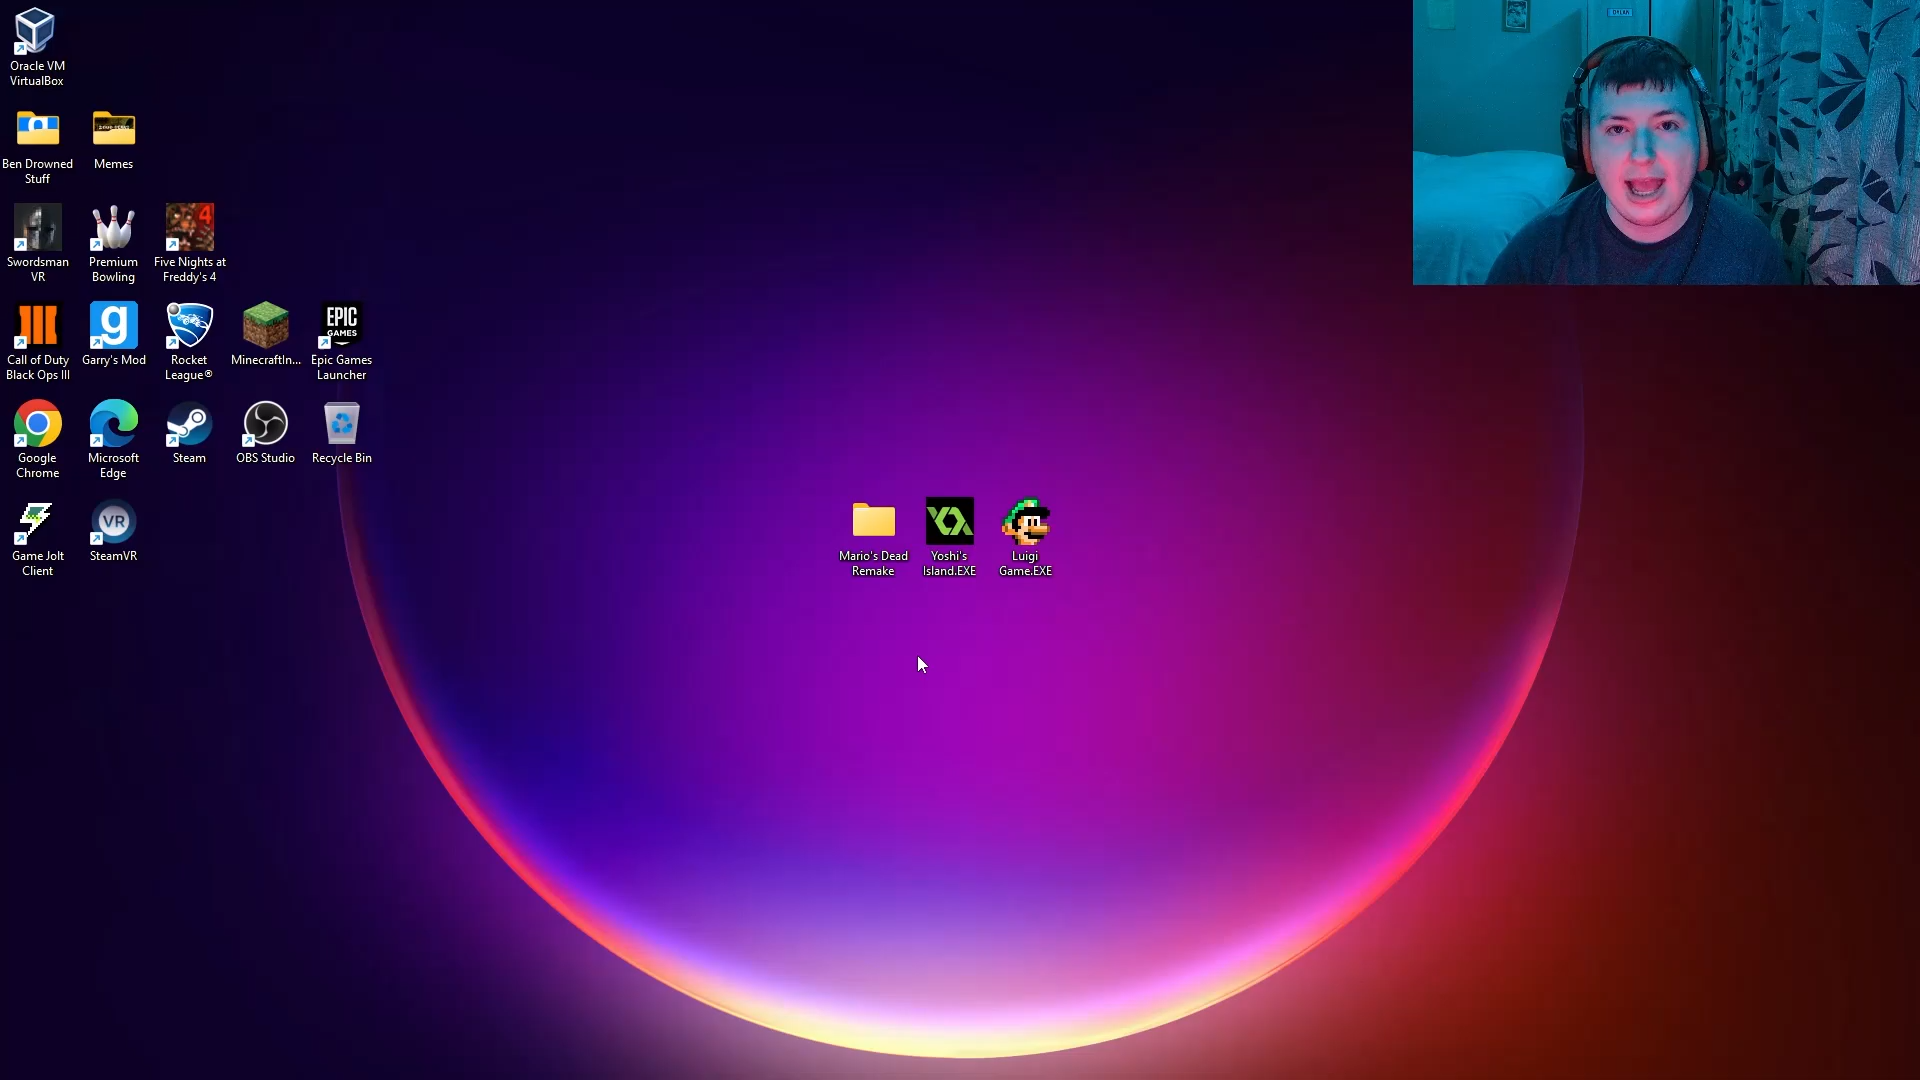 Oracle VM
VirtualBox
Ben Drowned
Stuff
Memes
Swordsman
VR
Premium
Bowling
4
Five Nights at
Freddy's 4
Call of Duty
Black Ops III
g
Garry's Mod
Rocket
League®
MinecraftIn...
EPIC
GAMES
Epic Games
Launcher
Google
Chrome
Microsoft
Edge
Steam
OBS Studio
Recycle Bin
Game Jolt
Client
VR
SteamVR
Mario's Dead
Remake
Yoshi's
Island.EXE
Luigi
Game.EXE